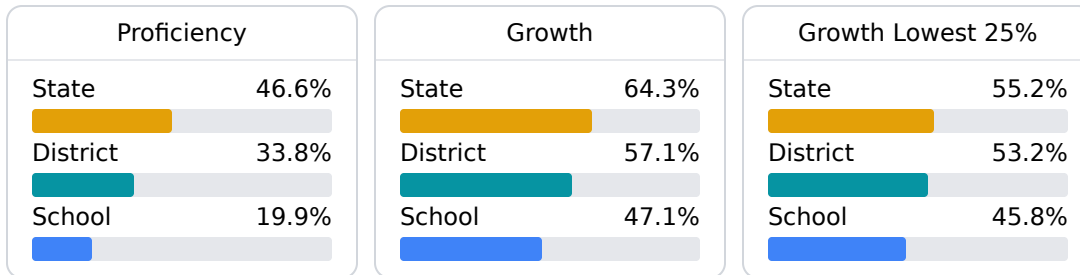 Proficiency
State 46.6%
District 33.8%
School 19.9%
Growth
State 64.3%
District 57.1%
School 47.1%
Growth Lowest 25%
State 55.2%
District 53.2%
School 45.8%